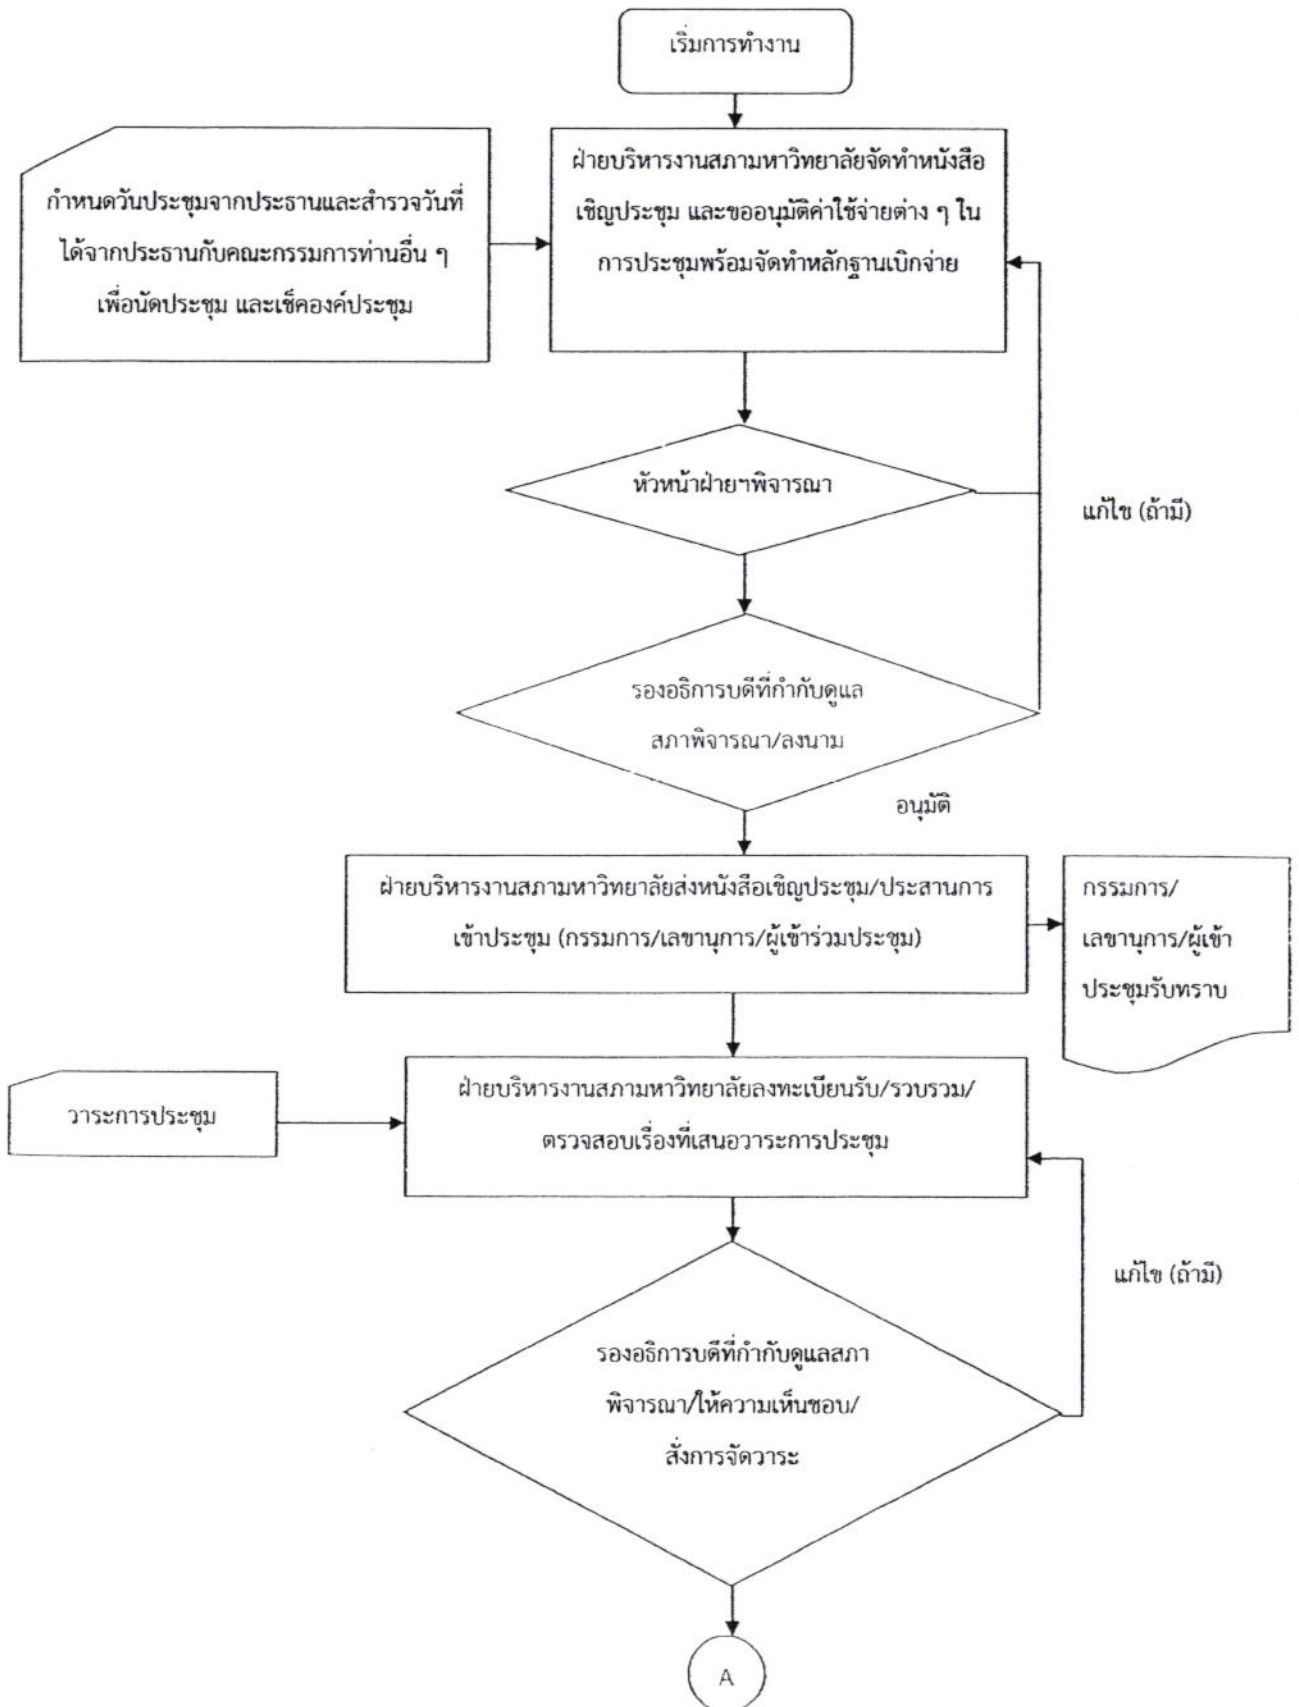 เริ่มการทำงาน
ฝ่ายบริหารงานสภามหาวิทยาลัยจัดทำหนังสือ
เชิญประชุม และขออนุมัติค่าใช้จ่ายต่าง ๆ ใน
การประชุมพร้อมจัดทำหลักฐานเบิกจ่าย
กำหนดวันประชุมจากประธานและสำรวจวันที่
ได้จากประธานกับคณะกรรมการท่านอื่น ๆ
เพื่อนัดประชุม และเช็คองค์ประชุม
หัวหน้าฝ่ายฯพิจารณา
แก้ไข (ถ้ามี)
รองอธิการบดีที่กำกับดูแล
สภาพิจารณา/ลงนาม
อนุมัติ
ฝ่ายบริหารงานสภามหาวิทยาลัยส่งหนังสือเชิญประชุม/ประสานการ
เข้าประชุม (กรรมการ/เลขานุการ/ผู้เข้าร่วมประชุม)
กรรมการ/
เลขานุการ/ผู้เข้า
ประชุมรับทราบ
วาระการประชุม
ฝ่ายบริหารงานสภามหาวิทยาลัยลงทะเบียนรับ/รวบรวม/
ตรวจสอบเรื่องที่เสนอวาระการประชุม
แก้ไข (ถ้ามี)
รองอธิการบดีที่กำกับดูแลสภา
พิจารณา/ให้ความเห็นชอบ/
สั่งการจัดวาระ
A